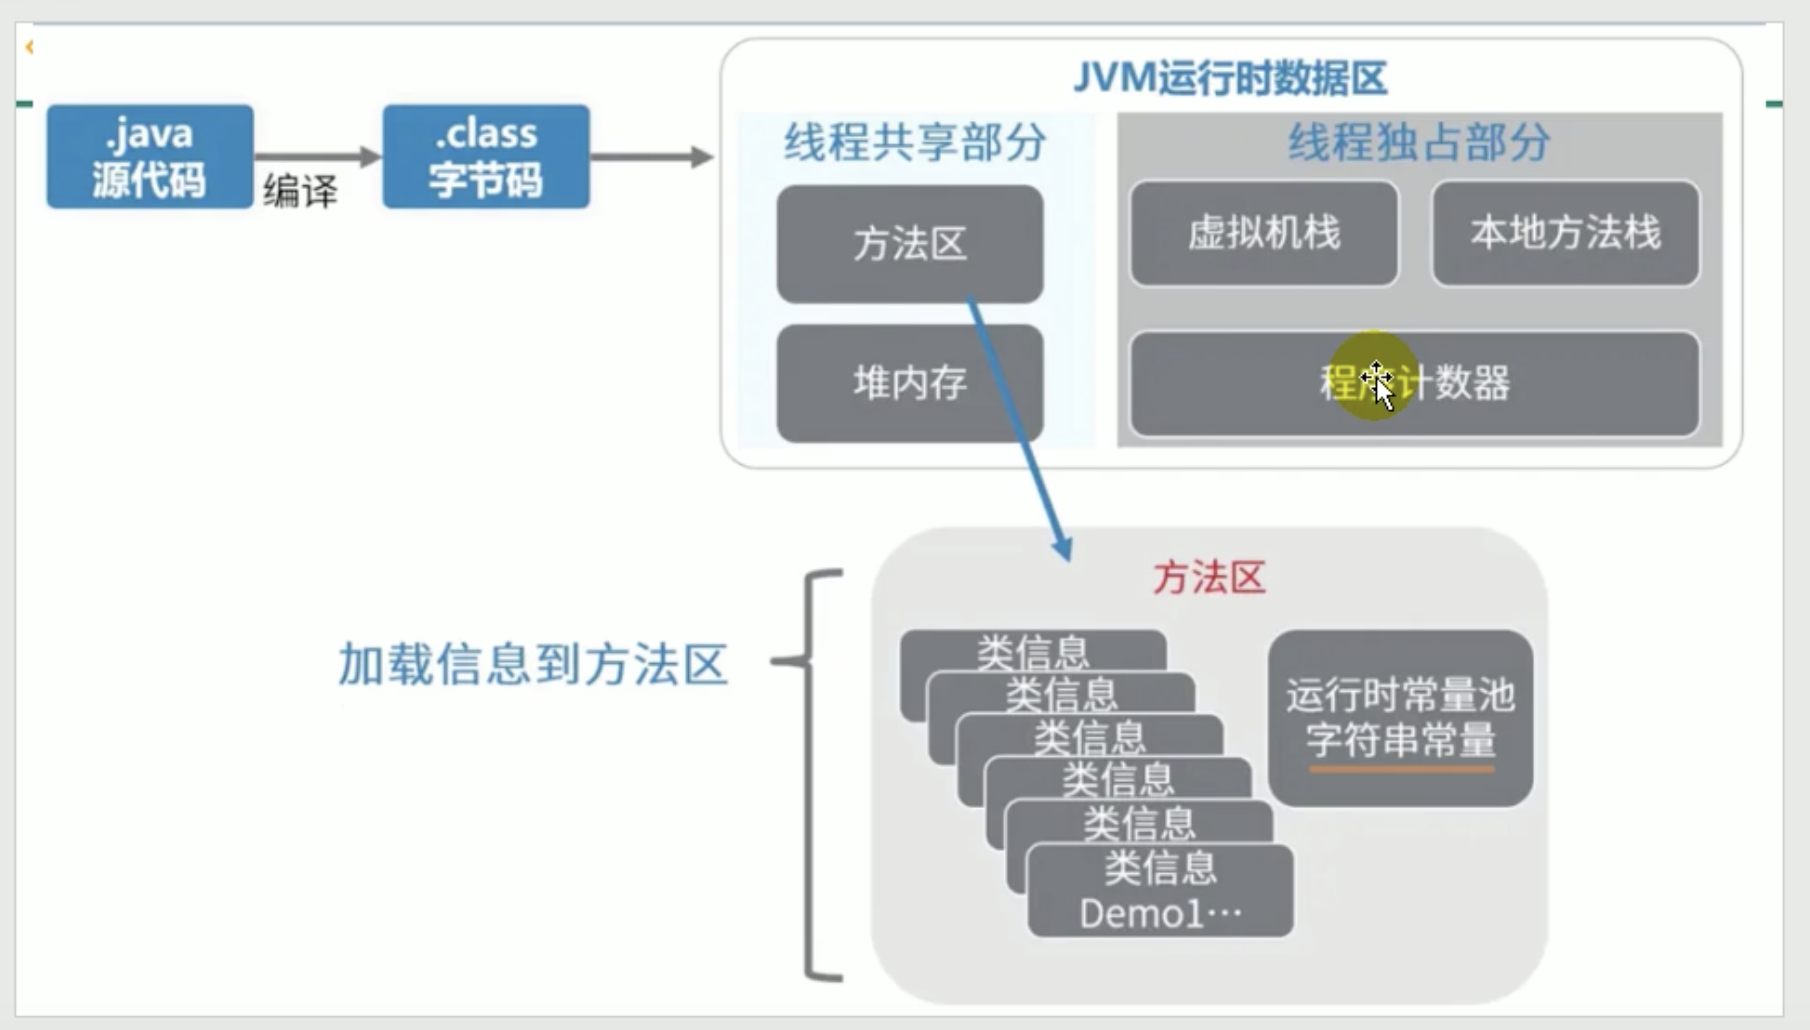 JVM运行时数据区
.java
源代码
编译
.class
字节码
线程共享部分
线程独占部分
方法区
虚拟机栈
本地方法栈
堆内存
程序计数器
加载信息到方法区
方法区
类信息
类信息
类信息
类信息
类信息
类信息
Demo1…
运行时常量池
字符串常量